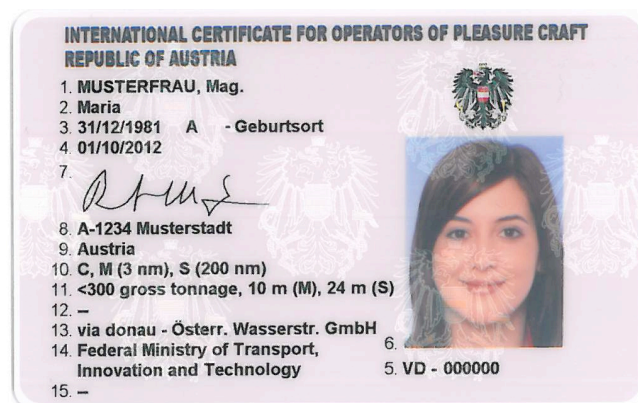 INTERNATIONAL CERTIFICATE FOR OPERATORS OF PLEASURE CRAFT
REPUBLIC OF AUSTRIA
1. MUSTERFRAU, Mag.
2. Maria
3. 31/12/1981 A - Geburtsort
4. 01/10/2012
7.
8. A-1234 Musterstadt
9. Austria
10. C, M (3 nm), S (200 nm)
11. <300 gross tonnage, 10 m (M), 24 m (S)
12. –
13. via donau - Österr. Wasserstr. GmbH
14. Federal Ministry of Transport,
Innovation and Technology
15. –
6.
5. VD - 000000